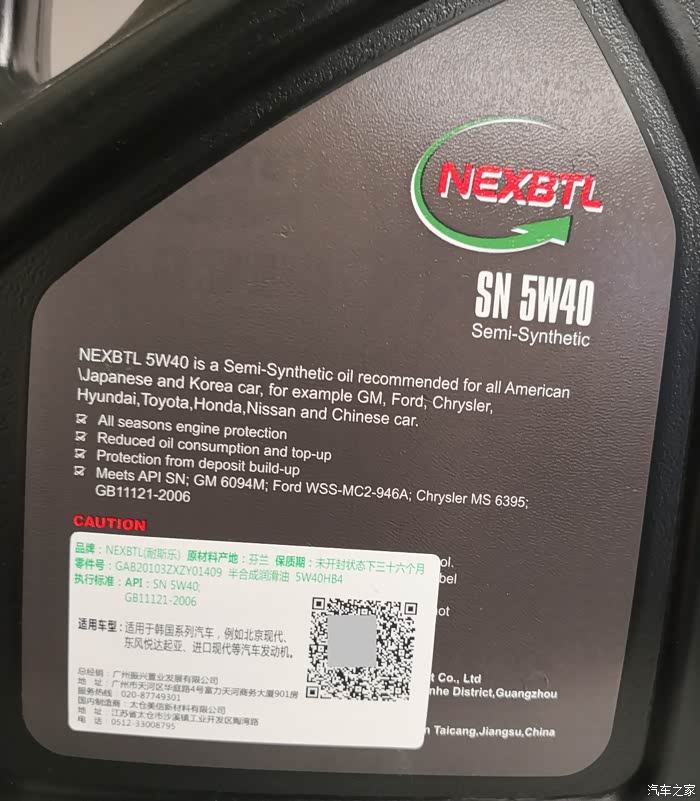 NEXBTL
SN 5W40
Semi-Synthetic
NEXBTL 5W40 is a Semi-Synthetic oil recommended for all American
\Japanese and Korea car, for example GM, Ford, Chrysler,
Hyundai,Toyota,Honda,Nissan and Chinese car.
All seasons engine protection
Reduced oil consumption and top-up
Protection from deposit build-up
Meets API SN; GM 6094M; Ford WSS-MC2-946A; Chrysler MS 6395;
GB11121-2006
CAUTION
品牌：NEXBTL(耐斯乐) 原材料产地：芬兰 保质期：未开封状态下三十六个月
零件号：GAB20103ZXZY01409 半合成润滑油 5W40HB4
执行标准：API：SN 5W40;
GB11121-2006
适用车型：适用于韩国系列汽车，例如北京现代、
东风悦达起亚、进口现代等汽车发动机。
总经销：广州振兴置业发展有限公司
地 址：广州市天河区华庭路4号富力天河商务大厦901房
服务热线：020-87749301
国内制造商：太仓美信新材料有限公司
地 址：江苏省太仓市沙溪镇工业开发区陶湾路
电 话：0512-33008795
ol.
bel
ot
t Co., Ltd
nhe District,Guangzhou
n Taicang,Jiangsu,China
汽车之家